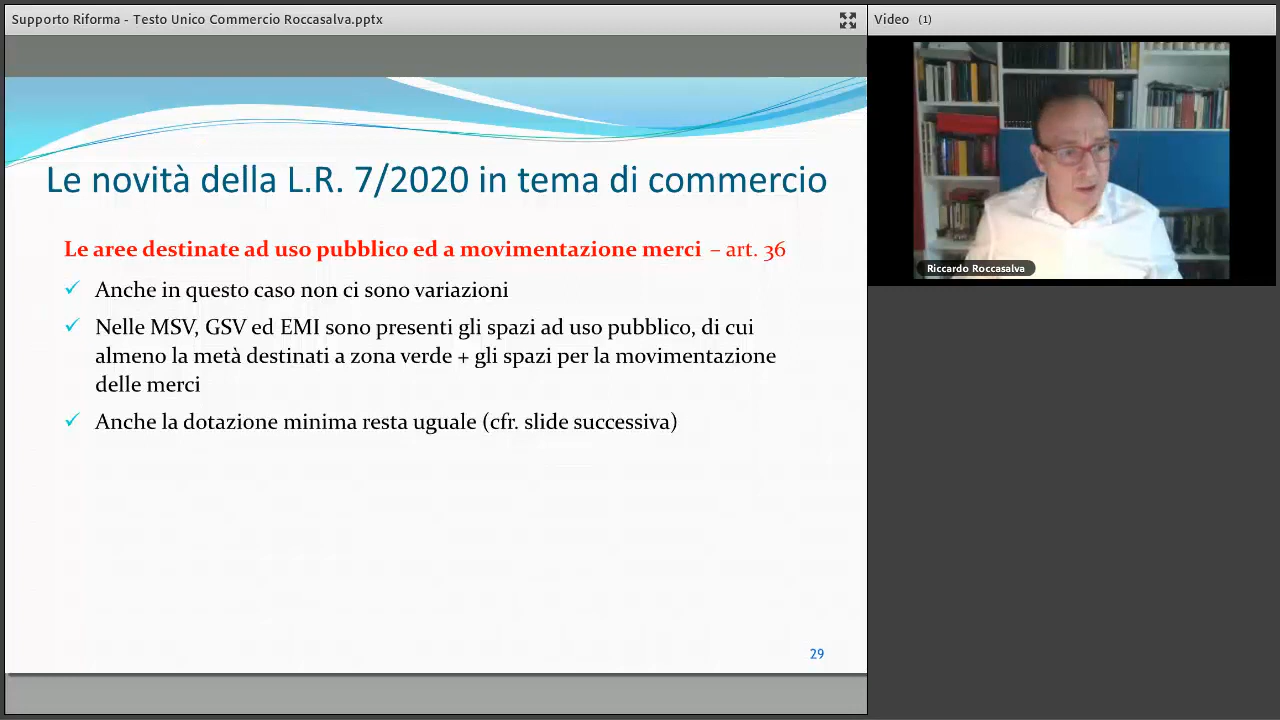 Supporto Riforma - Testo Unico Commercio Roccasalva.pptx
Video (1)
Le novità della L.R. 7/2020 in tema di commercio
Le aree destinate ad uso pubblico ed a movimentazione merci – art. 36
Anche in questo caso non ci sono variazioni
Nelle MSV, GSV ed EMI sono presenti gli spazi ad uso pubblico, di cui
almeno la metà destinati a zona verde + gli spazi per la movimentazione
delle merci
Anche la dotazione minima resta uguale (cfr. slide successiva)
29
Riccardo Roccasalva